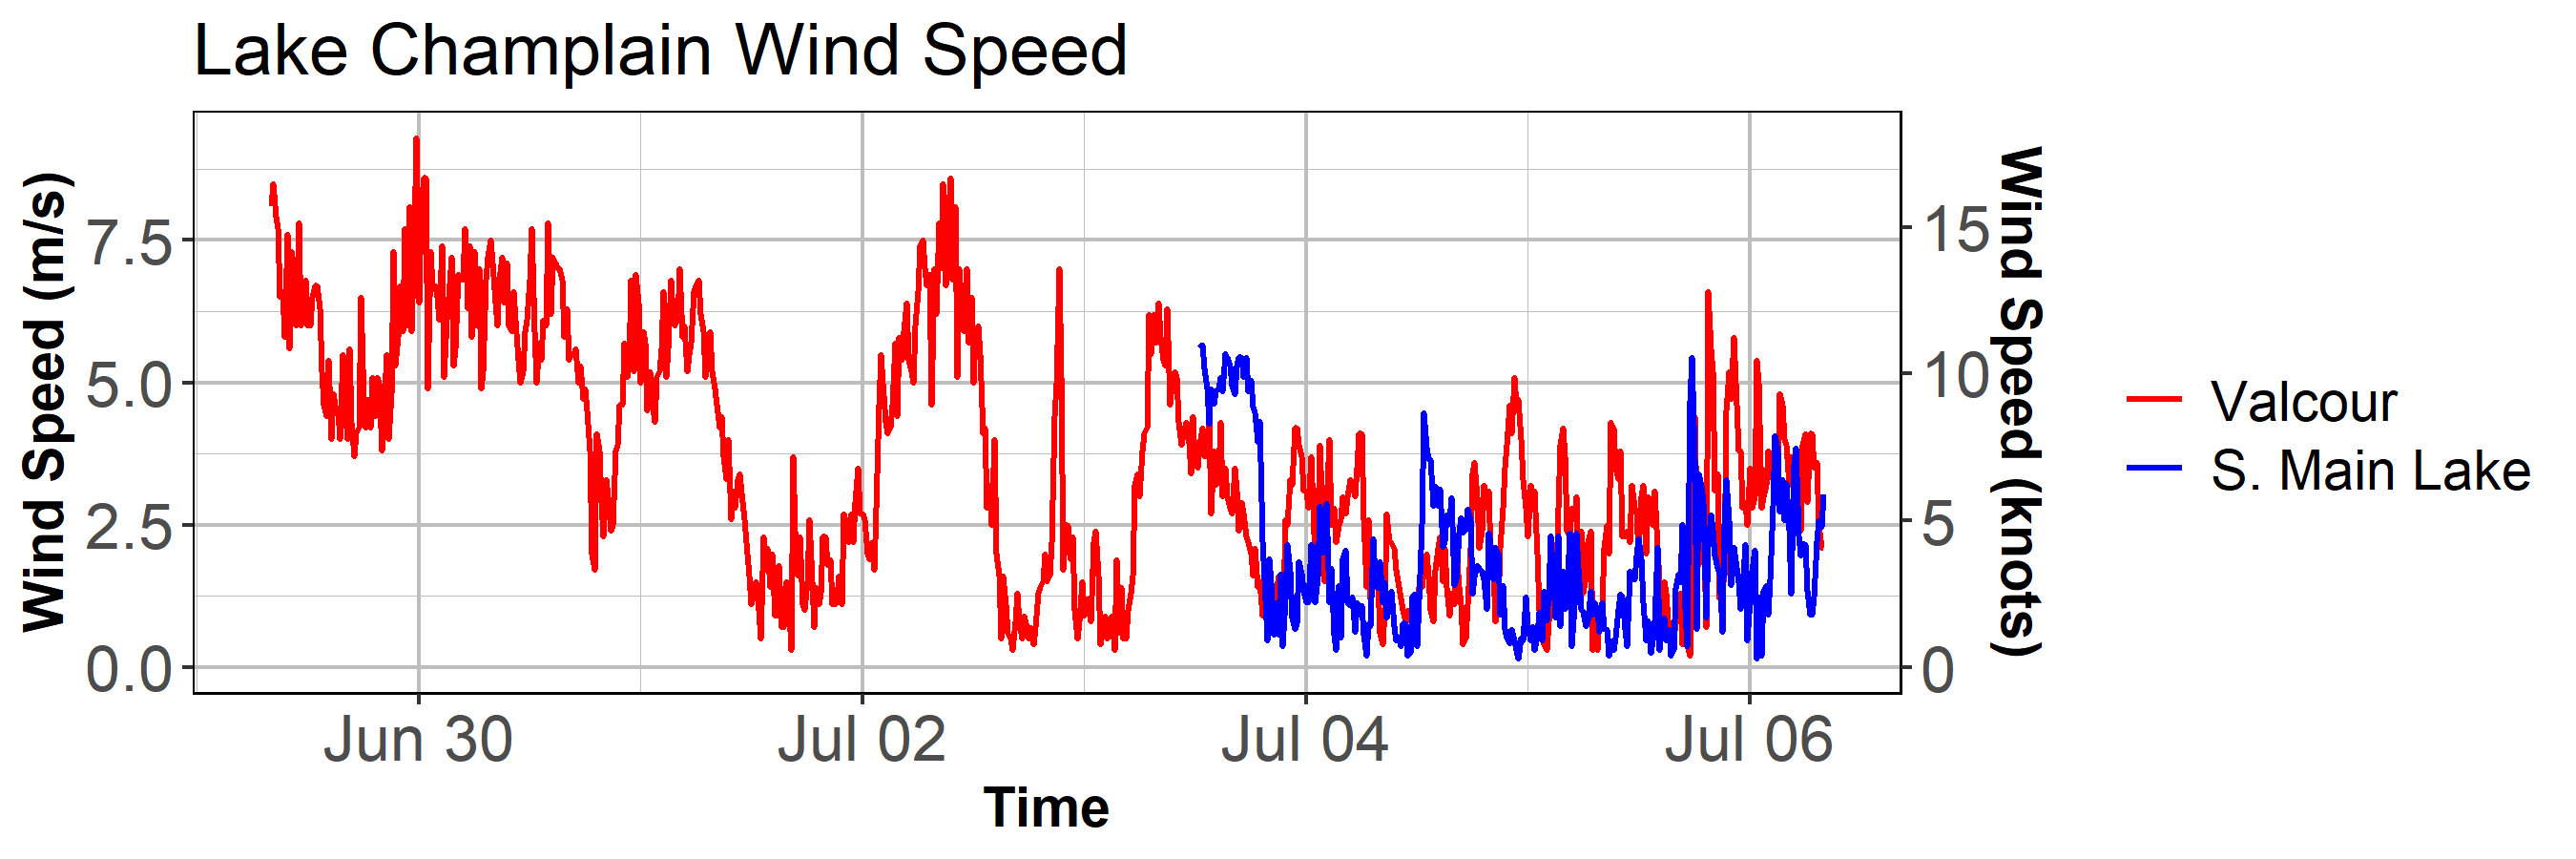 Lake Champlain Wind Speed
Wind Speed (m/s)
7.5
5.0
2.5
0.0
15
10
5
0
Wind Speed (knots)
Jun 30
Jul 02
Jul 04
Jul 06
Time
Valcour
S. Main Lake